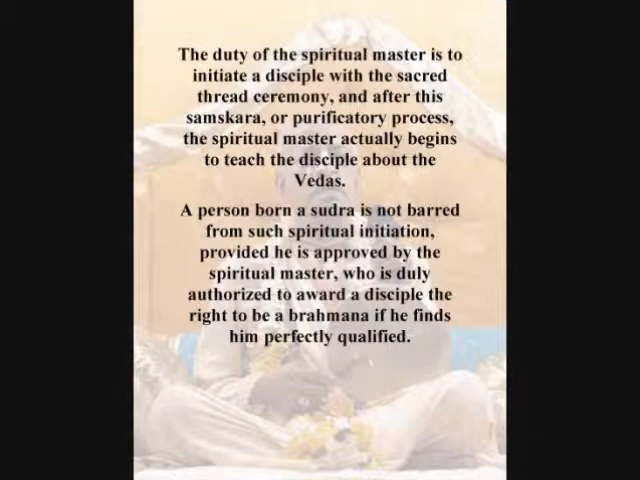 The duty of the spiritual master is to
initiate a disciple with the sacred
thread ceremony, and after this
samskara, or purificatory process,
the spiritual master actually begins
to teach the disciple about the
Vedas.
A person born a sudra is not barred
from such spiritual initiation,
provided he is approved by the
spiritual master, who is duly
authorized to award a disciple the
right to be a brahmana if he finds
him perfectly qualified.